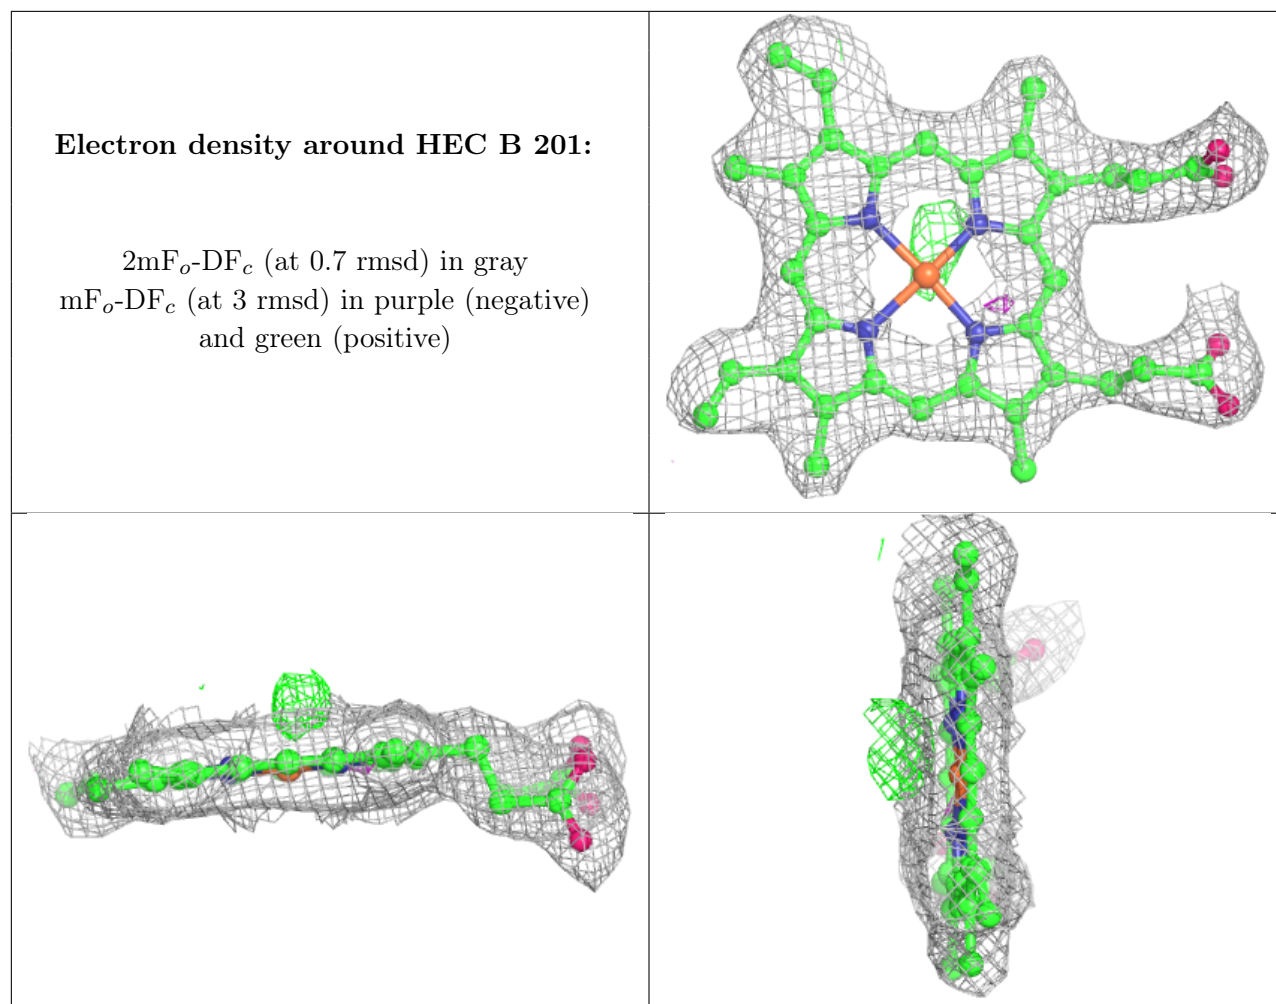 Electron density around HEC B 201:
2mFo-DFc (at 0.7 rmsd) in gray
mFo-DFc (at 3 rmsd) in purple (negative)
and green (positive)